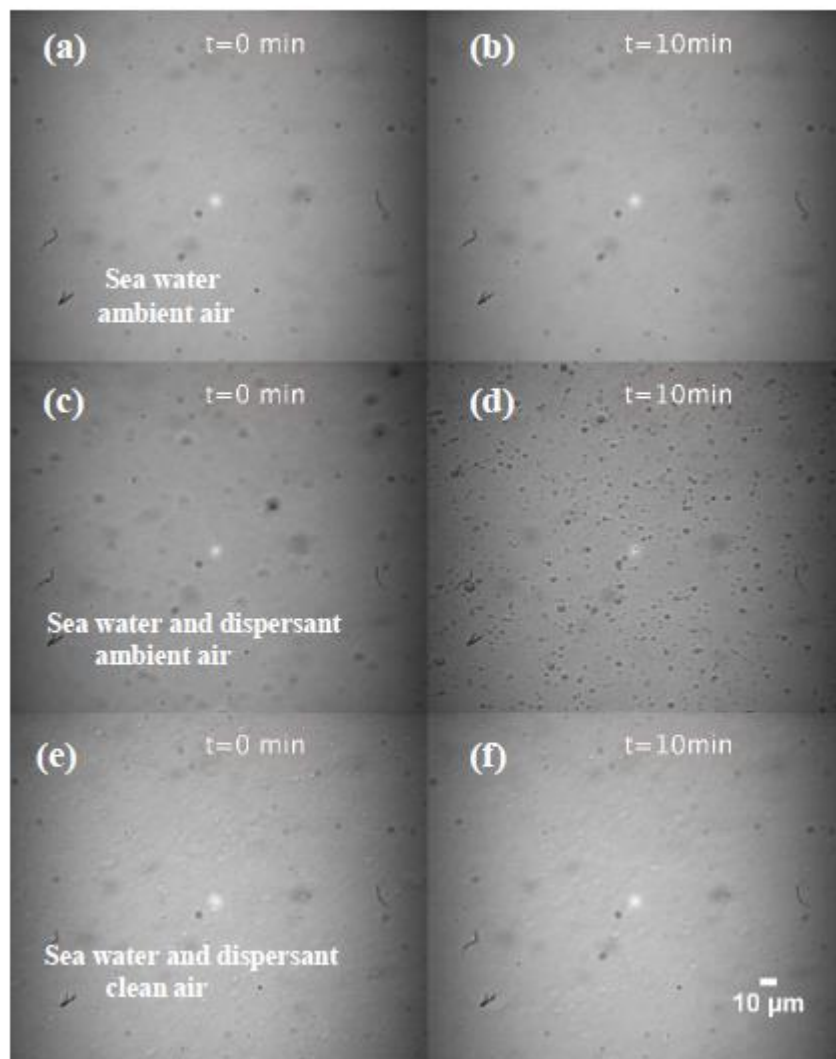 (a)
t=0 min
(b)
t=10min
Sea water
ambient air
(c)
t=0 min
(d)
t=10min
Sea water and dispersant
ambient air
(e)
t=0 min
(f)
t=10min
Sea water and dispersant
clean air
10 µm